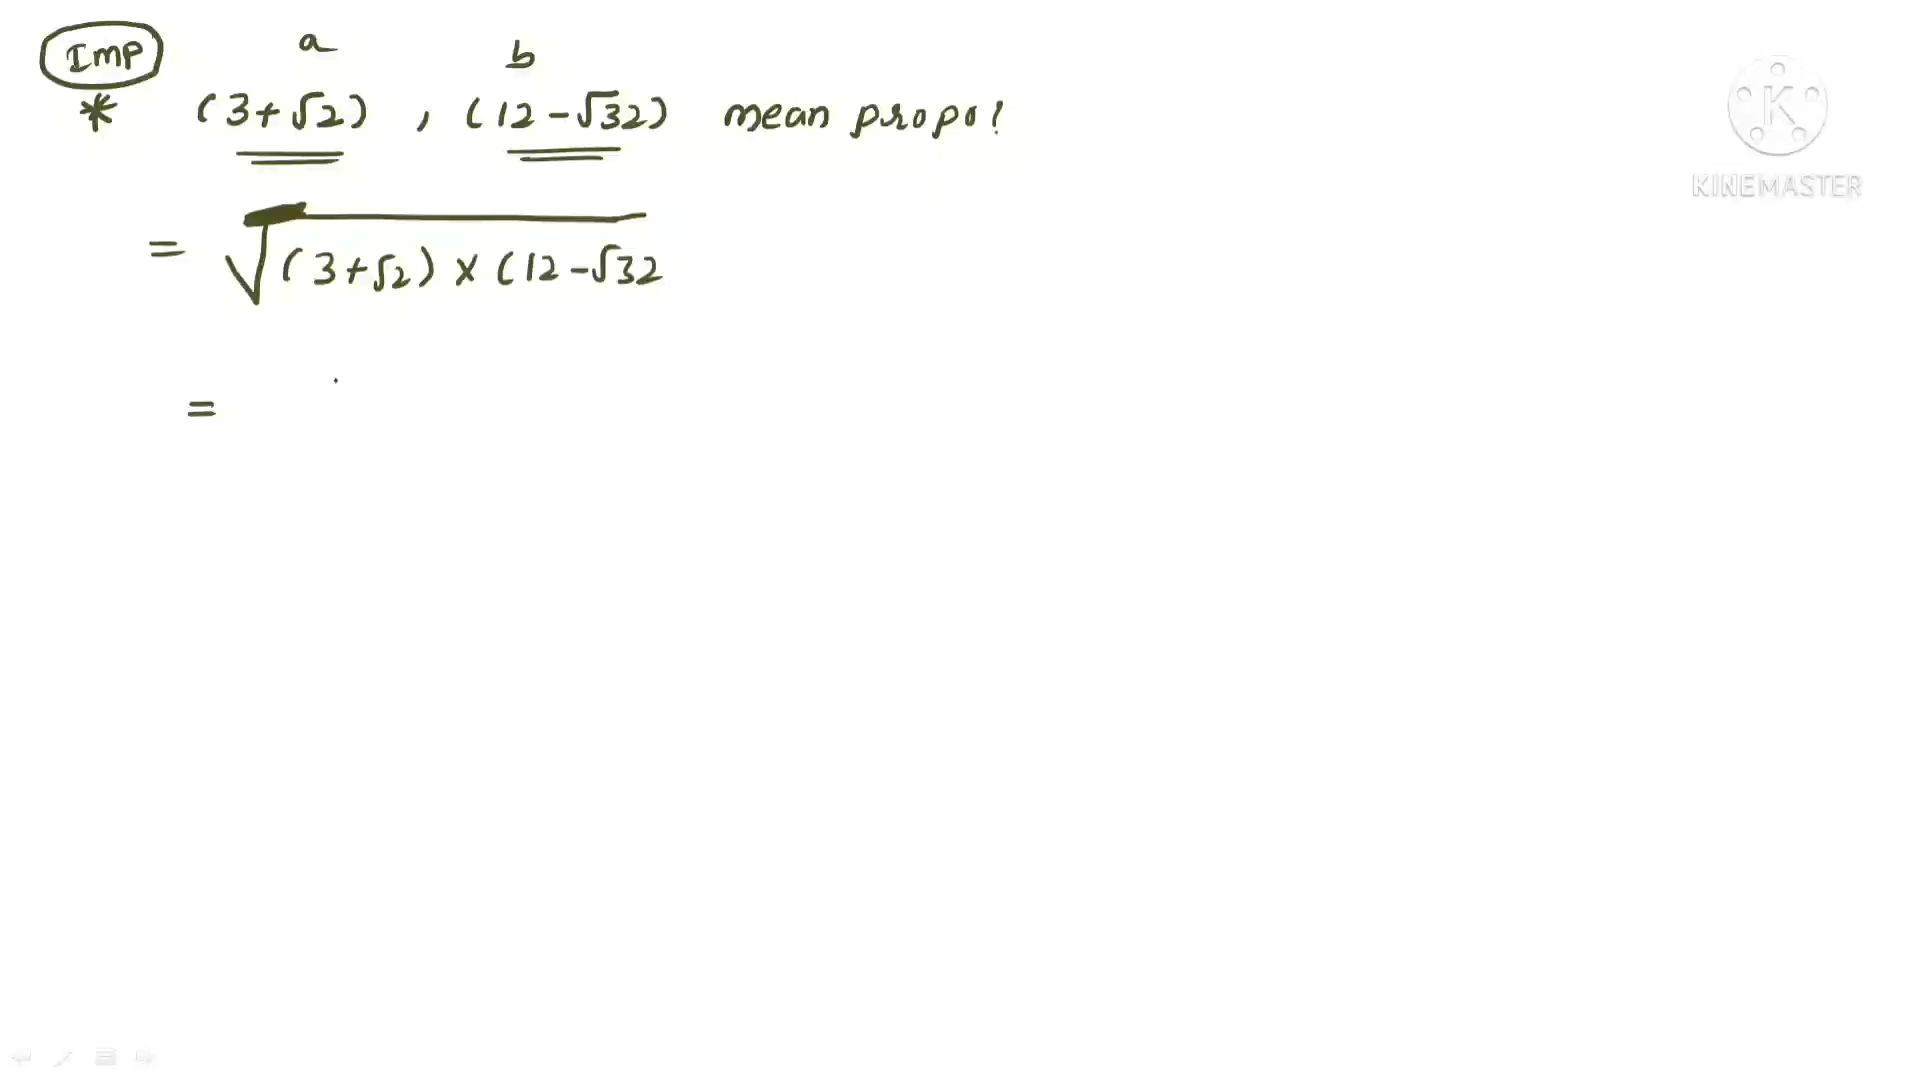 Imp
a b
* (3+√2) , (12-√32) mean propo?
= √(3+√2) × (12-√32
=
K
KINEMASTER